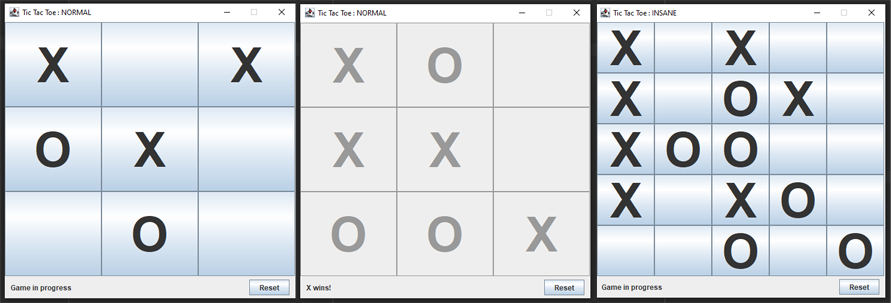 Tic Tac Toe : NORMAL
X X
O X
O
Game in progress Reset
Tic Tac Toe : NORMAL
X O
X X
O O X
X wins! Reset
Tic Tac Toe : INSANE
X X
X O X
X O O
X X O
O O
Game in progress Reset